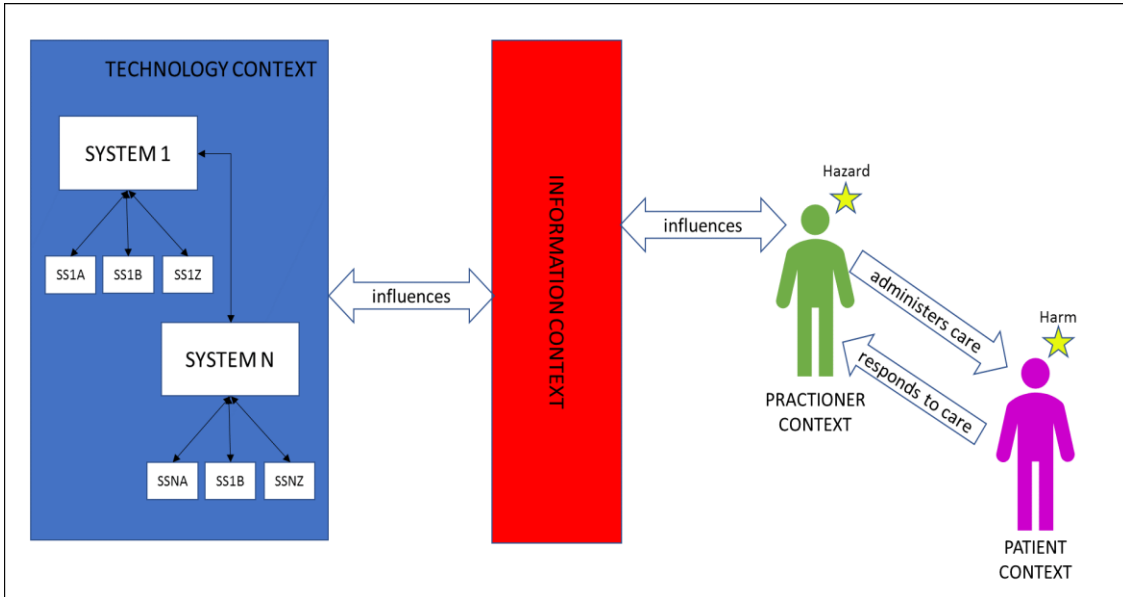 TECHNOLOGY CONTEXT
SYSTEM 1
SS1A
SS1B
SS1Z
SYSTEM N
SSNA
SS1B
SSNZ
influences
INFORMATION CONTEXT
influences
Hazard
PRACTIONER
CONTEXT
administers care
responds to care
Harm
PATIENT
CONTEXT